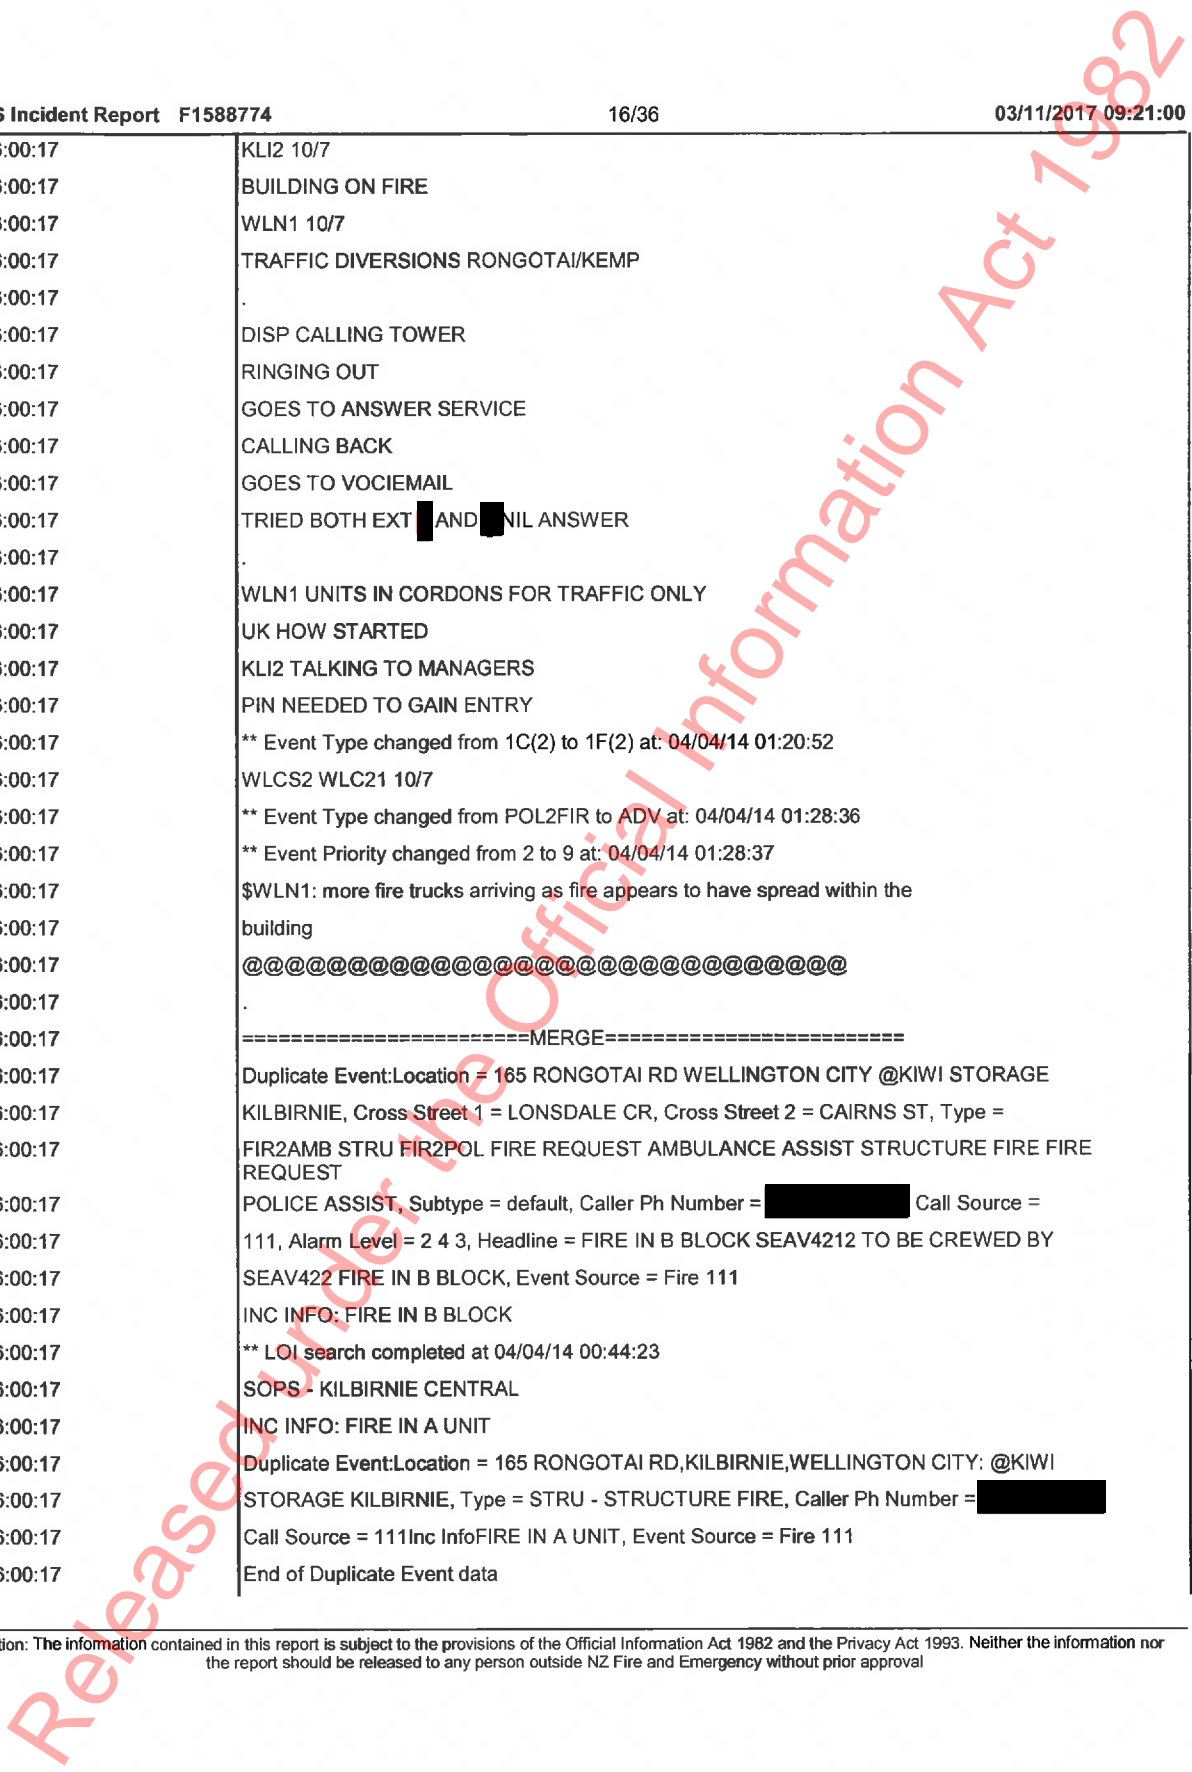 S Incident Report F1588774 16/36 03/11/2017 09:21:00
:00:17 KLI2 10/7
:00:17 BUILDING ON FIRE
:00:17 WLN1 10/7
:00:17 TRAFFIC DIVERSIONS RONGOTAI/KEMP
:00:17 .
:00:17 DISP CALLING TOWER
:00:17 RINGING OUT
:00:17 GOES TO ANSWER SERVICE
:00:17 CALLING BACK
:00:17 GOES TO VOCIEMAIL
:00:17 TRIED BOTH EXT AND NIL ANSWER
:00:17 .
:00:17 WLN1 UNITS IN CORDONS FOR TRAFFIC ONLY
:00:17 UK HOW STARTED
:00:17 KLI2 TALKING TO MANAGERS
:00:17 PIN NEEDED TO GAIN ENTRY
:00:17 ** Event Type changed from 1C(2) to 1F(2) at: 04/04/14 01:20:52
:00:17 WLCS2 WLC21 10/7
:00:17 ** Event Type changed from POL2FIR to ADV at: 04/04/14 01:28:36
:00:17 ** Event Priority changed from 2 to 9 at: 04/04/14 01:28:37
:00:17 $WLN1: more fire trucks arriving as fire appears to have spread within the
:00:17 building
:00:17 @@@@@@@@@@@@@@@@@@@@@@@@@@@@@
:00:17 .
:00:17 =======================MERGE========================
:00:17 Duplicate Event:Location = 165 RONGOTAI RD WELLINGTON CITY @KIWI STORAGE
:00:17 KILBIRNIE, Cross Street 1 = LONSDALE CR, Cross Street 2 = CAIRNS ST, Type =
:00:17 FIR2AMB STRU FIR2POL FIRE REQUEST AMBULANCE ASSIST STRUCTURE FIRE FIRE
REQUEST
:00:17 POLICE ASSIST, Subtype = default, Caller Ph Number = Call Source =
:00:17 111, Alarm Level = 2 4 3, Headline = FIRE IN B BLOCK SEAV4212 TO BE CREWED BY
:00:17 SEAV422 FIRE IN B BLOCK, Event Source = Fire 111
:00:17 INC INFO: FIRE IN B BLOCK
:00:17 ** LOI search completed at 04/04/14 00:44:23
:00:17 SOPS - KILBIRNIE CENTRAL
:00:17 INC INFO: FIRE IN A UNIT
:00:17 Duplicate Event:Location = 165 RONGOTAI RD,KILBIRNIE,WELLINGTON CITY: @KIWI
:00:17 STORAGE KILBIRNIE, Type = STRU - STRUCTURE FIRE, Caller Ph Number =
:00:17 Call Source = 111Inc InfoFIRE IN A UNIT, Event Source = Fire 111
:00:17 End of Duplicate Event data
tion: The information contained in this report is subject to the provisions of the Official Information Act 1982 and the Privacy Act 1993. Neither the information nor
the report should be released to any person outside NZ Fire and Emergency without prior approval
Released under the Official Information Act 1982